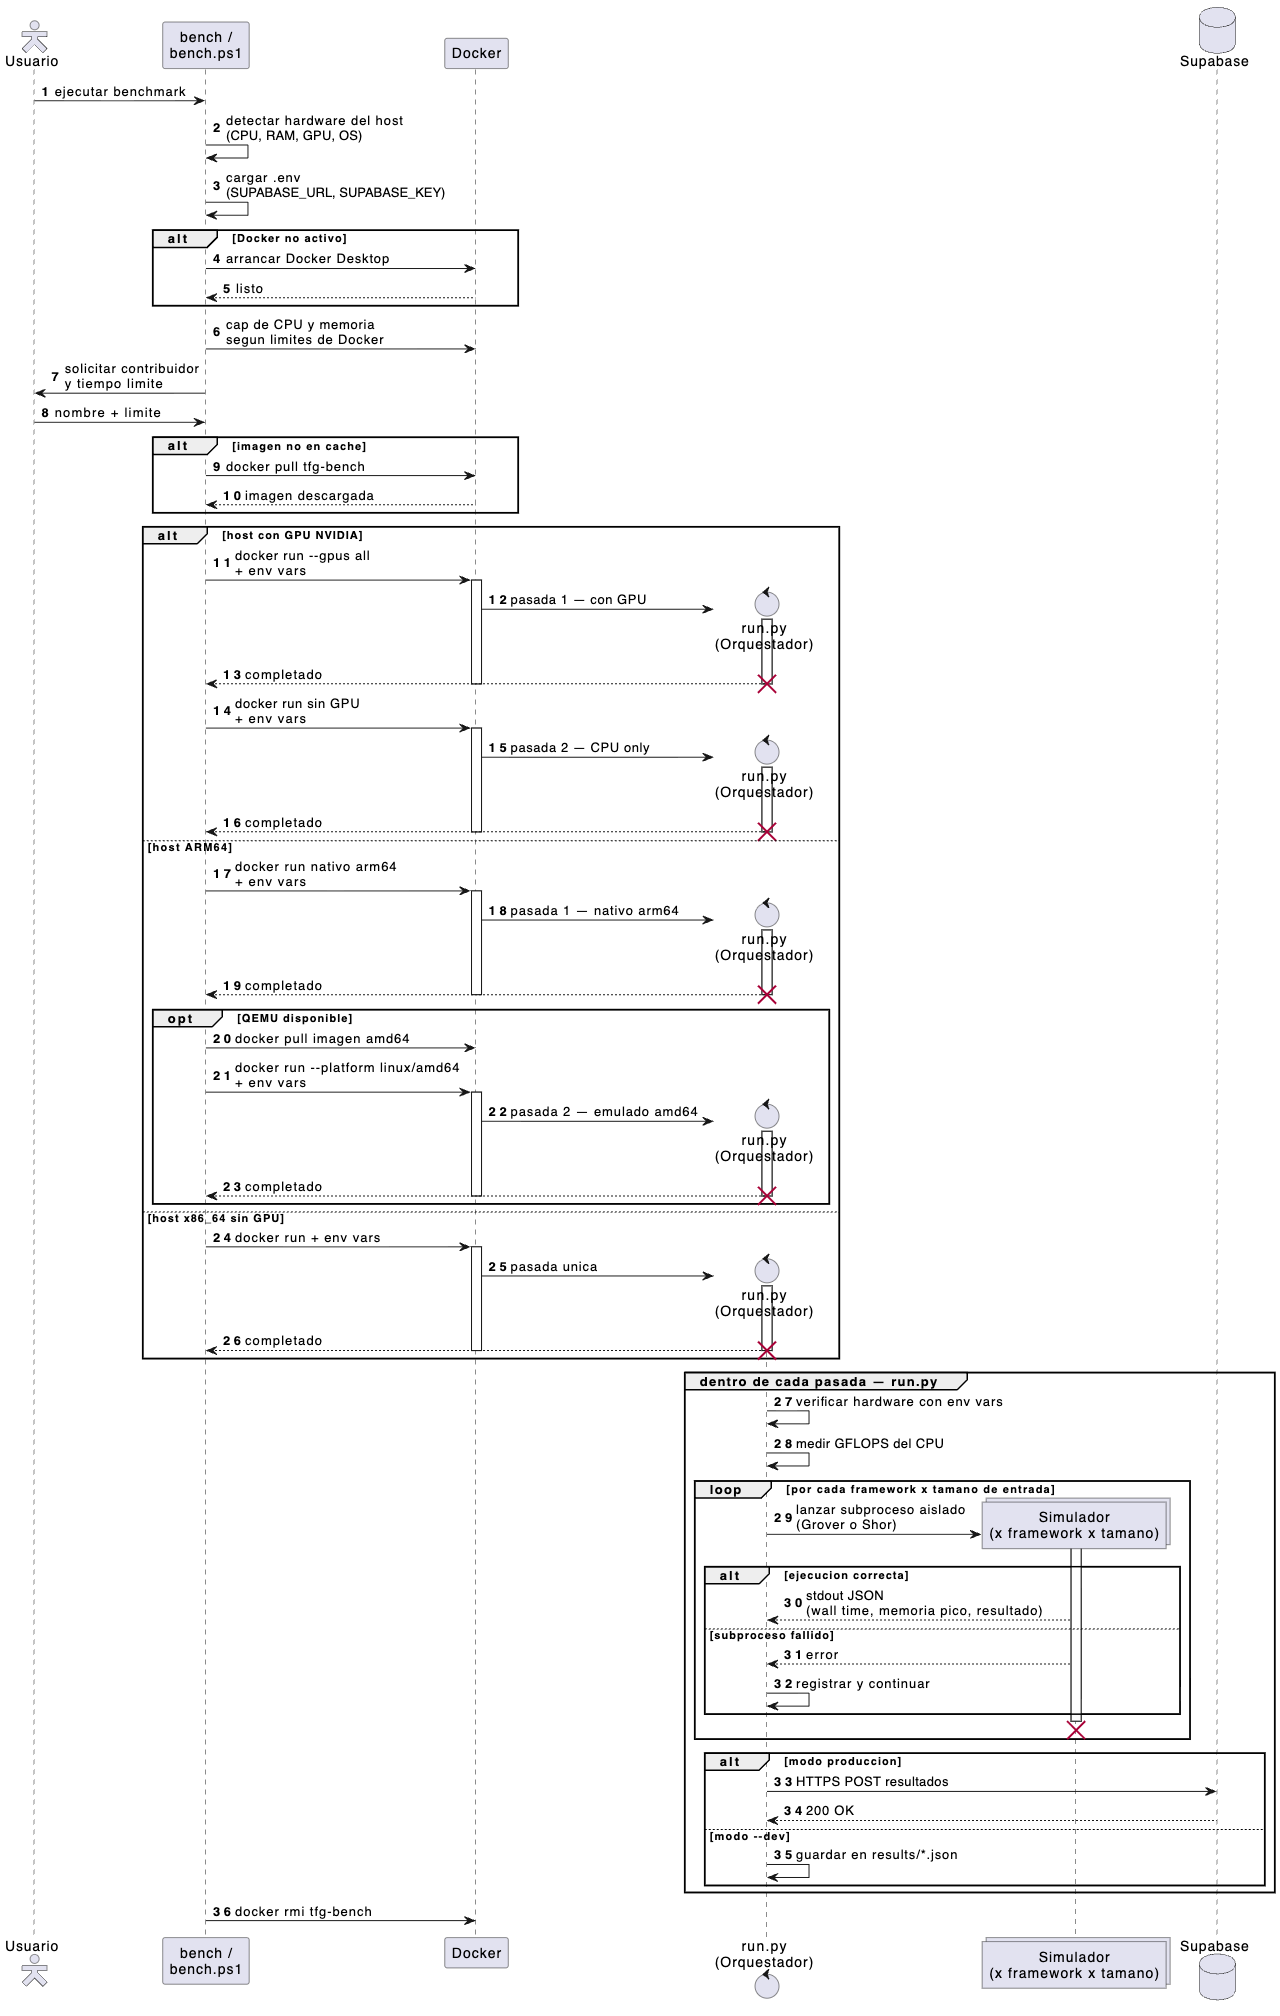 Usuario
bench /
bench.ps1
Docker
Supabase
1 ejecutar benchmark
2 detectar hardware del host
(CPU, RAM, GPU, OS)
3 cargar .env
(SUPABASE_URL, SUPABASE_KEY)
alt [Docker no activo]
4 arrancar Docker Desktop
5 listo
6 cap de CPU y memoria
segun limites de Docker
7 solicitar contribuidor
y tiempo limite
8 nombre + limite
alt [imagen no en cache]
9 docker pull tfg-bench
10 imagen descargada
alt [host con GPU NVIDIA]
11 docker run --gpus all
+ env vars
12 pasada 1 — con GPU
run.py
(Orquestador)
13 completado
14 docker run sin GPU
+ env vars
15 pasada 2 — CPU only
run.py
(Orquestador)
16 completado
[host ARM64]
17 docker run nativo arm64
+ env vars
18 pasada 1 — nativo arm64
run.py
(Orquestador)
19 completado
opt [QEMU disponible]
20 docker pull imagen amd64
21 docker run --platform linux/amd64
+ env vars
22 pasada 2 — emulado amd64
run.py
(Orquestador)
23 completado
[host x86_64 sin GPU]
24 docker run + env vars
25 pasada unica
run.py
(Orquestador)
26 completado
dentro de cada pasada — run.py
27 verificar hardware con env vars
28 medir GFLOPS del CPU
loop [por cada framework x tamano de entrada]
29 lanzar subproceso aislado
(Grover o Shor)
Simulador
(x framework x tamano)
alt [ejecucion correcta]
30 stdout JSON
(wall time, memoria pico, resultado)
[subproceso fallido]
31 error
32 registrar y continuar
alt [modo produccion]
33 HTTPS POST resultados
34 200 OK
[modo --dev]
35 guardar en results/*.json
36 docker rmi tfg-bench
Usuario
bench /
bench.ps1
Docker
run.py
(Orquestador)
Simulador
(x framework x tamano)
Supabase